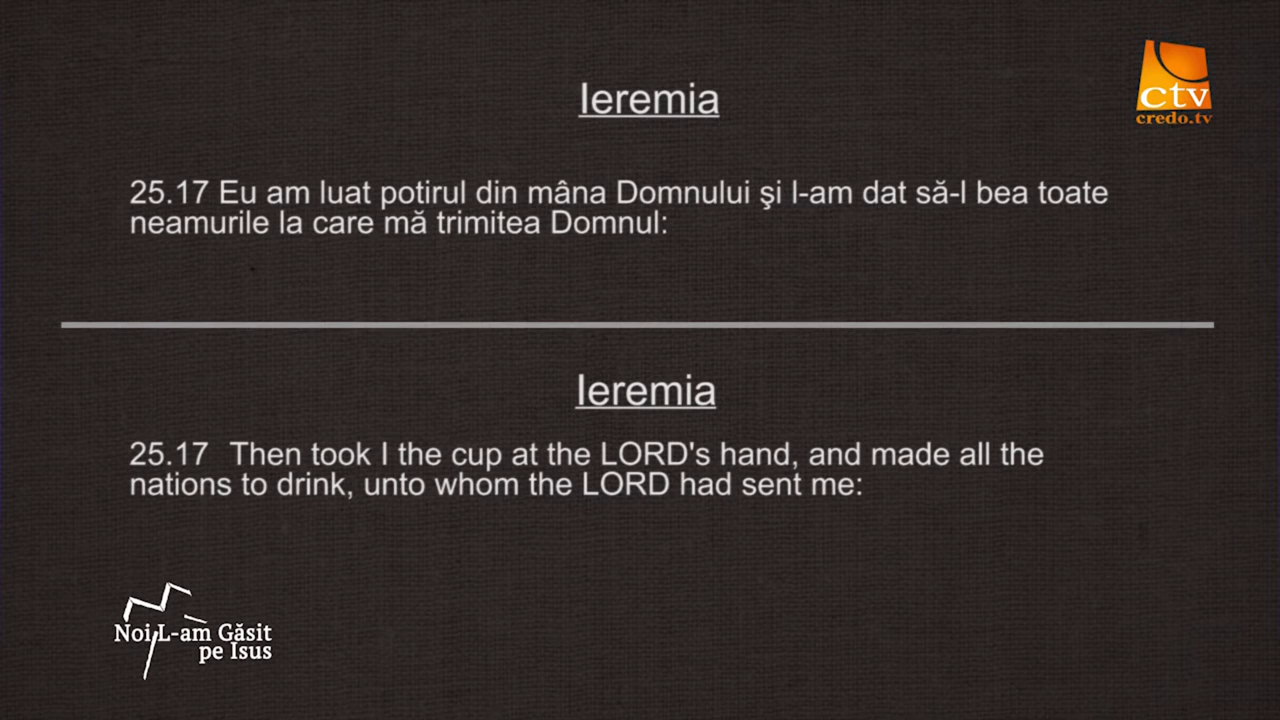 Ieremia
ctv
credo.tv
25.17 Eu am luat potirul din mâna Domnului şi l-am dat să-l bea toate
neamurile la care mă trimitea Domnul:
Ieremia
25.17 Then took I the cup at the LORD's hand, and made all the
nations to drink, unto whom the LORD had sent me:
Noi L-am Găsit
pe Isus